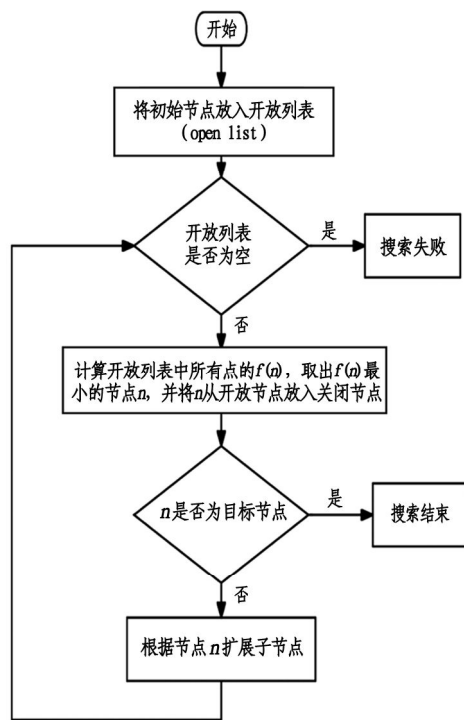 开始
将初始节点放入开放列表
(open list)
开放列表
是否为空
是
搜索失败
否
计算开放列表中所有点的f(n)，取出f(n)最
小的节点n，并将n从开放节点放入关闭节点
n是否为目标节点
是
搜索结束
否
根据节点n扩展子节点